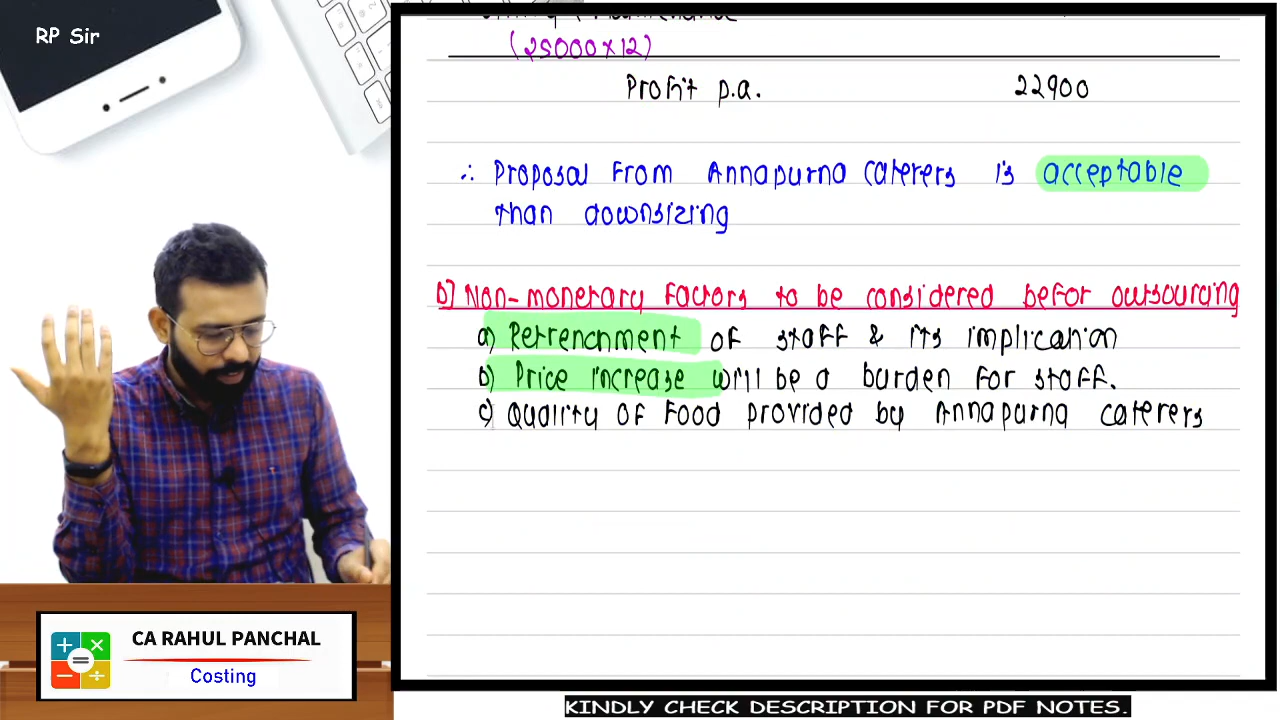 RP Sir
(25000x12)
Profit p.a. 22900
∴ Proposal from Annapurna caterers is acceptable
than downsizing
b] Non-monetary factors to be considered befor outsourcing
a) Retrenchment of staff & its implication
b) Price increase will be a burden for staff.
c) Quality of food provided by Annapurna caterers
CA RAHUL PANCHAL
Costing
KINDLY CHECK DESCRIPTION FOR PDF NOTES.